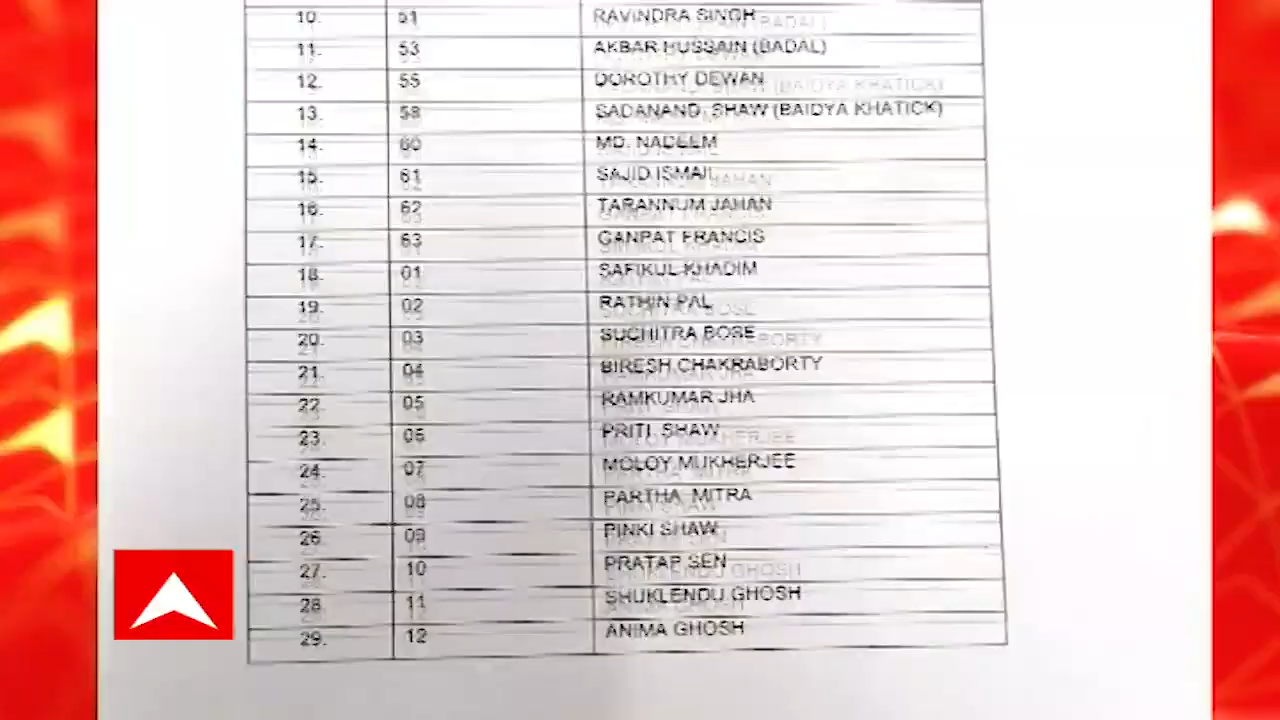 10. 51 RAVINDRA SINGH
11. 53 AKBAR HUSSAIN (BADAL)
12. 55 DOROTHY DEWAN
13. 58 SADANAND, SHAW (BAIDYA KHATICK)
14. 60 MD. NADEEM
15. 61 SAJID ISMAIL
16. 62 TARANNUM JAHAN
17. 63 GANPAT FRANCIS
18. 01 SAFIKUL KHADIM
19. 02 RATHIN PAL
20. 03 SUCHITRA BOSE
21. 04 BIRESH CHAKRABORTY
22. 05 RAMKUMAR JHA
23. 06 PRITI SHAW
24. 07 MOLOY MUKHERJEE
25. 08 PARTHA MITRA
26. 09 PINKI SHAW
27. 10 PRATAP SEN
28. 11 SHUKLENDU GHOSH
29. 12 ANIMA GHOSH